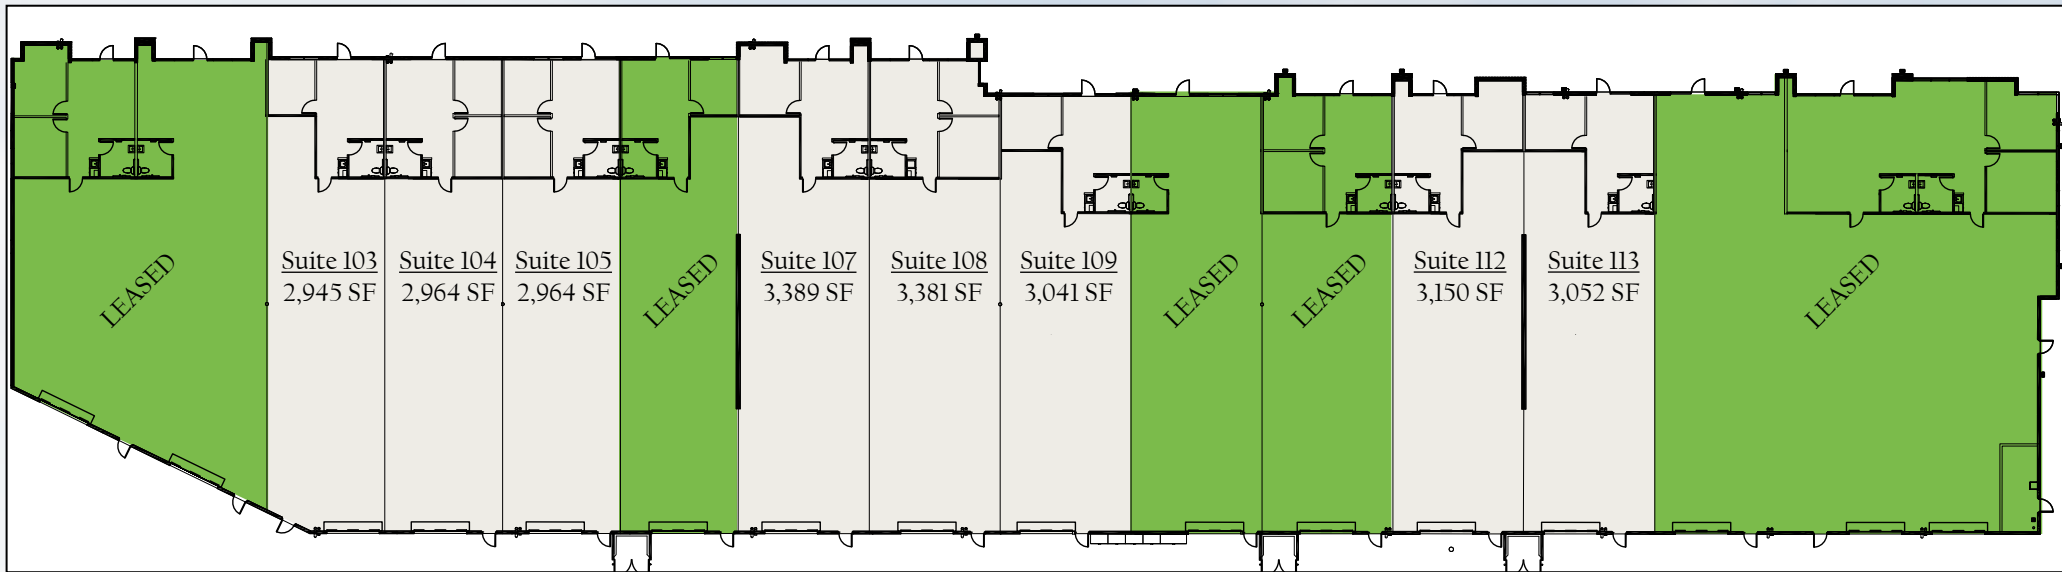 LEASED
Suite 103
2,945 SF
Suite 104
2,964 SF
Suite 105
2,964 SF
LEASED
Suite 107
3,389 SF
Suite 108
3,381 SF
Suite 109
3,041 SF
LEASED
LEASED
Suite 112
3,150 SF
Suite 113
3,052 SF
LEASED